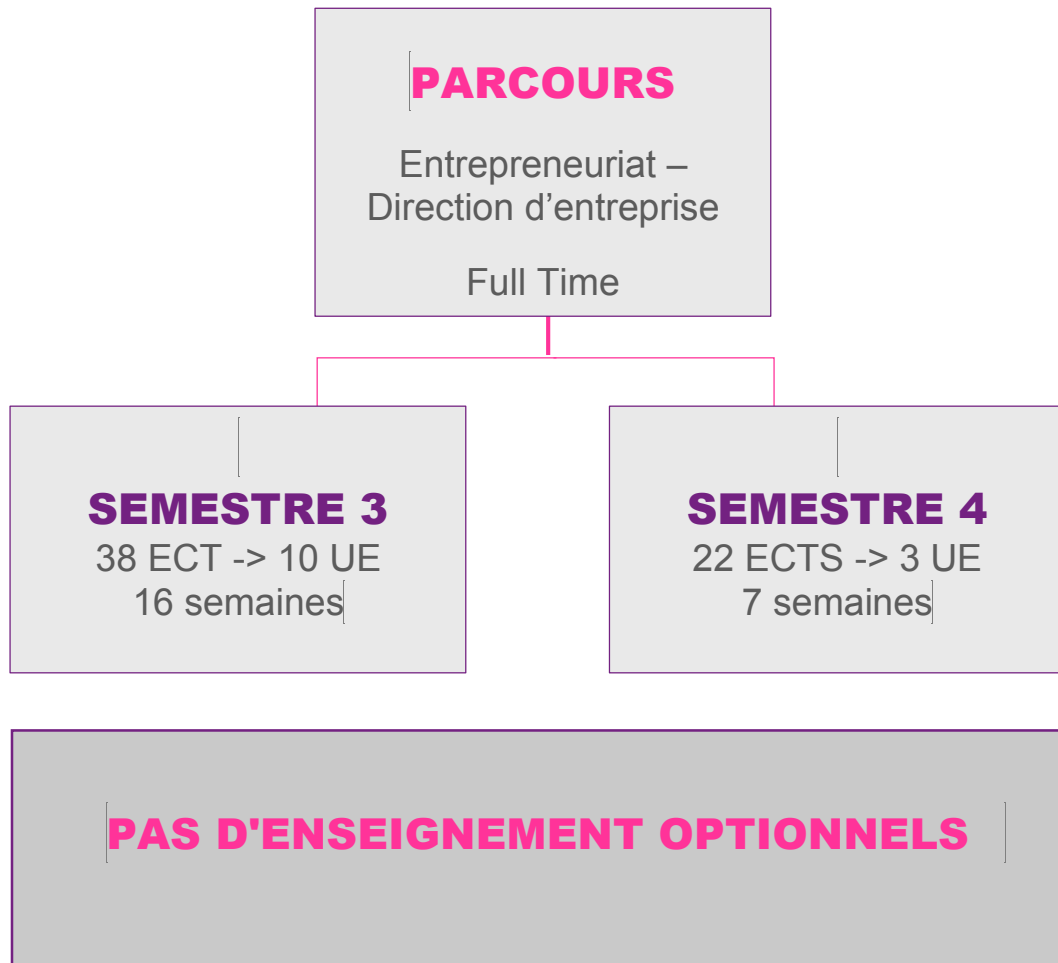 PARCOURS
Entrepreneuriat –
Direction d’entreprise
Full Time
SEMESTRE 3
38 ECT -> 10 UE
16 semaines
SEMESTRE 4
22 ECTS -> 3 UE
7 semaines
PAS D'ENSEIGNEMENT OPTIONNELS